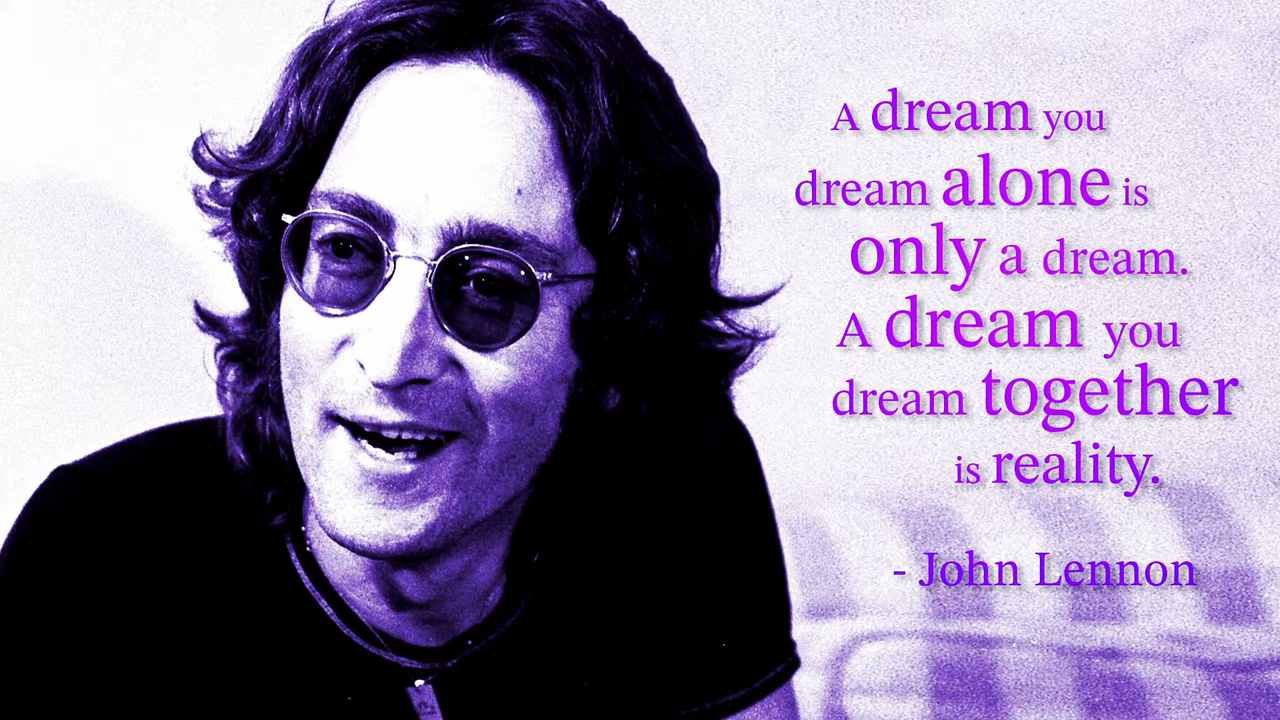 A dream you
dream alone is
only a dream.
A dream you
dream together
is reality.
- John Lennon